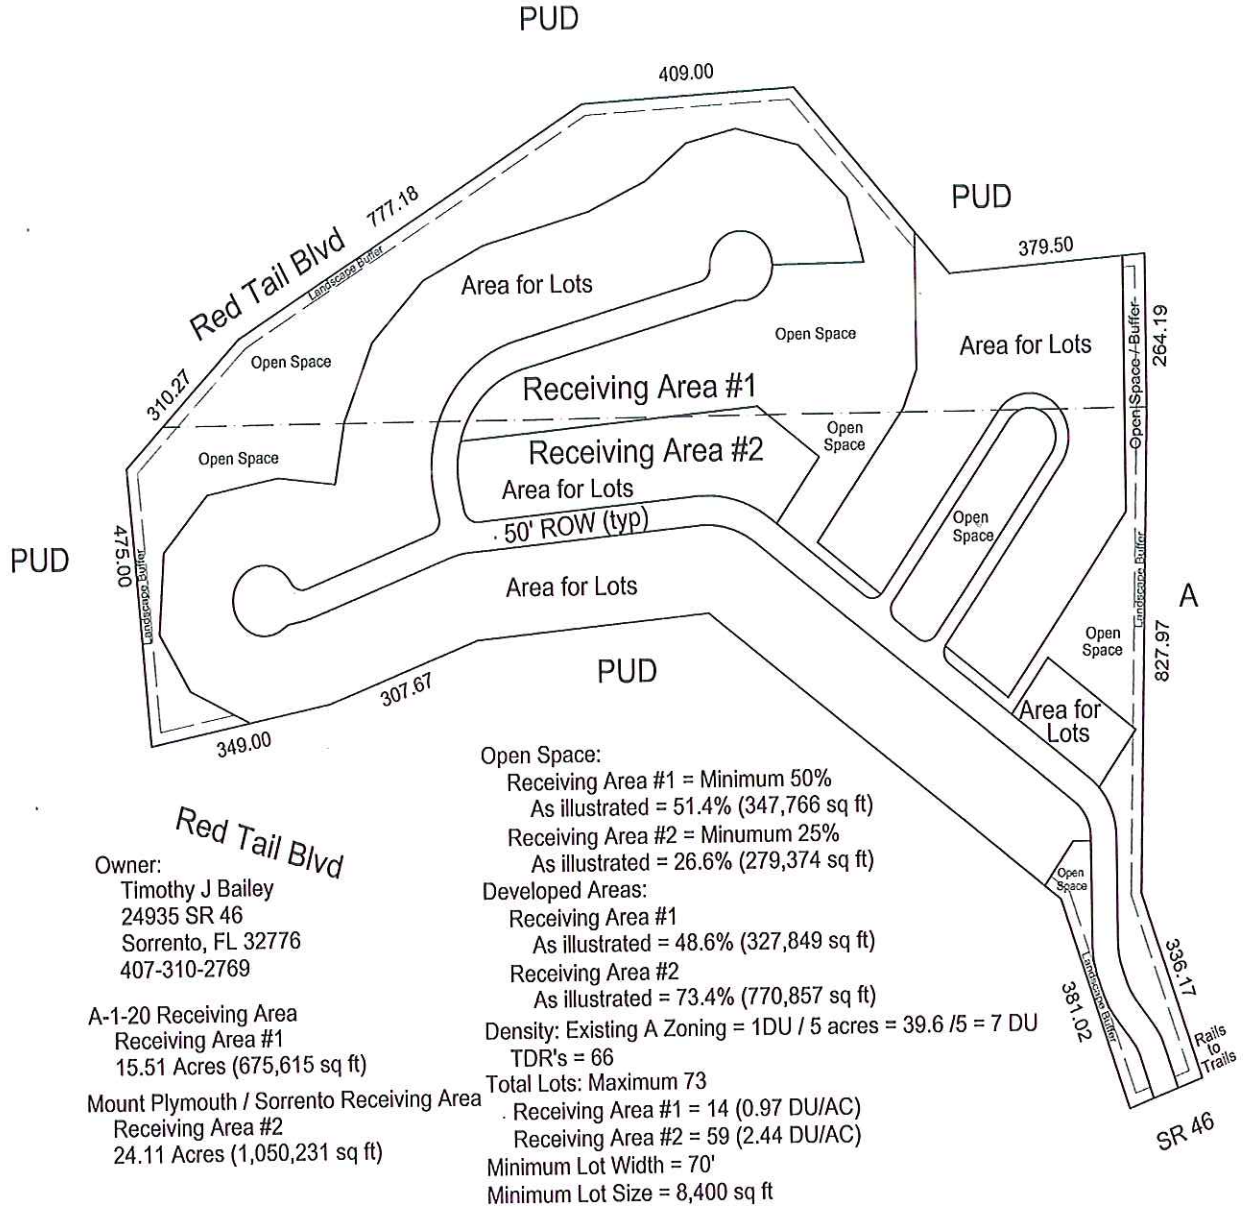 PUD
409.00
PUD
777.18
Red Tail Blvd
Landscape Buffer
379.50
Area for Lots
Open Space
Area for Lots
264.19
Open Space / Buffer
310.27
Open Space
Receiving Area #1
Open Space
Receiving Area #2
Open
Space
Area for Lots
50' ROW (typ)
Open
Space
475.00
Landscape Buffer
PUD
Area for Lots
Landscape Buffer
A
Open
Space
827.97
PUD
307.67
Area for
Lots
349.00
Open Space:
Receiving Area #1 = Minimum 50%
As illustrated = 51.4% (347,766 sq ft)
Receiving Area #2 = Minumum 25%
As illustrated = 26.6% (279,374 sq ft)
Developed Areas:
Receiving Area #1
As illustrated = 48.6% (327,849 sq ft)
Receiving Area #2
As illustrated = 73.4% (770,857 sq ft)
Density: Existing A Zoning = 1DU / 5 acres = 39.6 /5 = 7 DU
TDR's = 66
Total Lots: Maximum 73
Receiving Area #1 = 14 (0.97 DU/AC)
Receiving Area #2 = 59 (2.44 DU/AC)
Minimum Lot Width = 70'
Minimum Lot Size = 8,400 sq ft
Red Tail Blvd
Owner:
Timothy J Bailey
24935 SR 46
Sorrento, FL 32776
407-310-2769
A-1-20 Receiving Area
Receiving Area #1
15.51 Acres (675,615 sq ft)
Mount Plymouth / Sorrento Receiving Area
Receiving Area #2
24.11 Acres (1,050,231 sq ft)
Open
Space
Landscape Buffer
381.02
336.17
Rails
to
Trails
SR 46